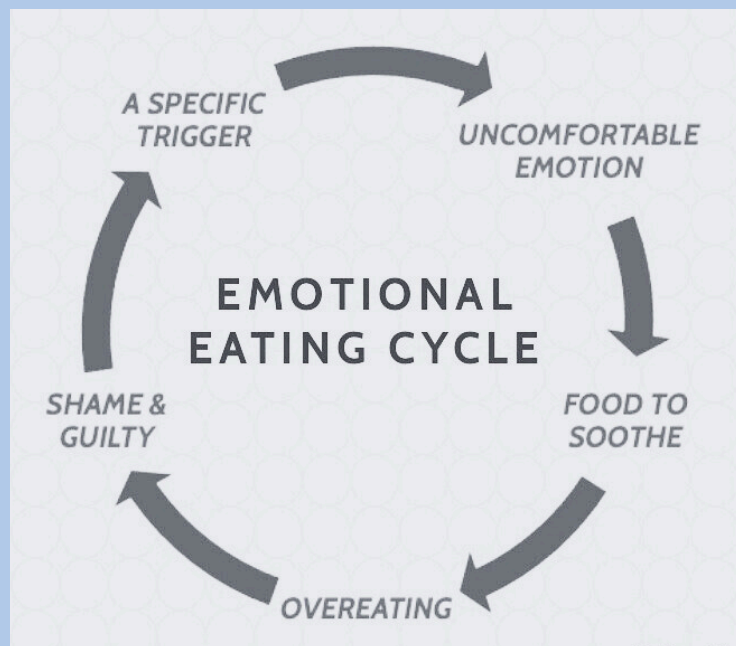 A SPECIFIC
TRIGGER
UNCOMFORTABLE
EMOTION
EMOTIONAL
EATING CYCLE
FOOD TO
SOOTHE
OVEREATING
SHAME &
GUILTY